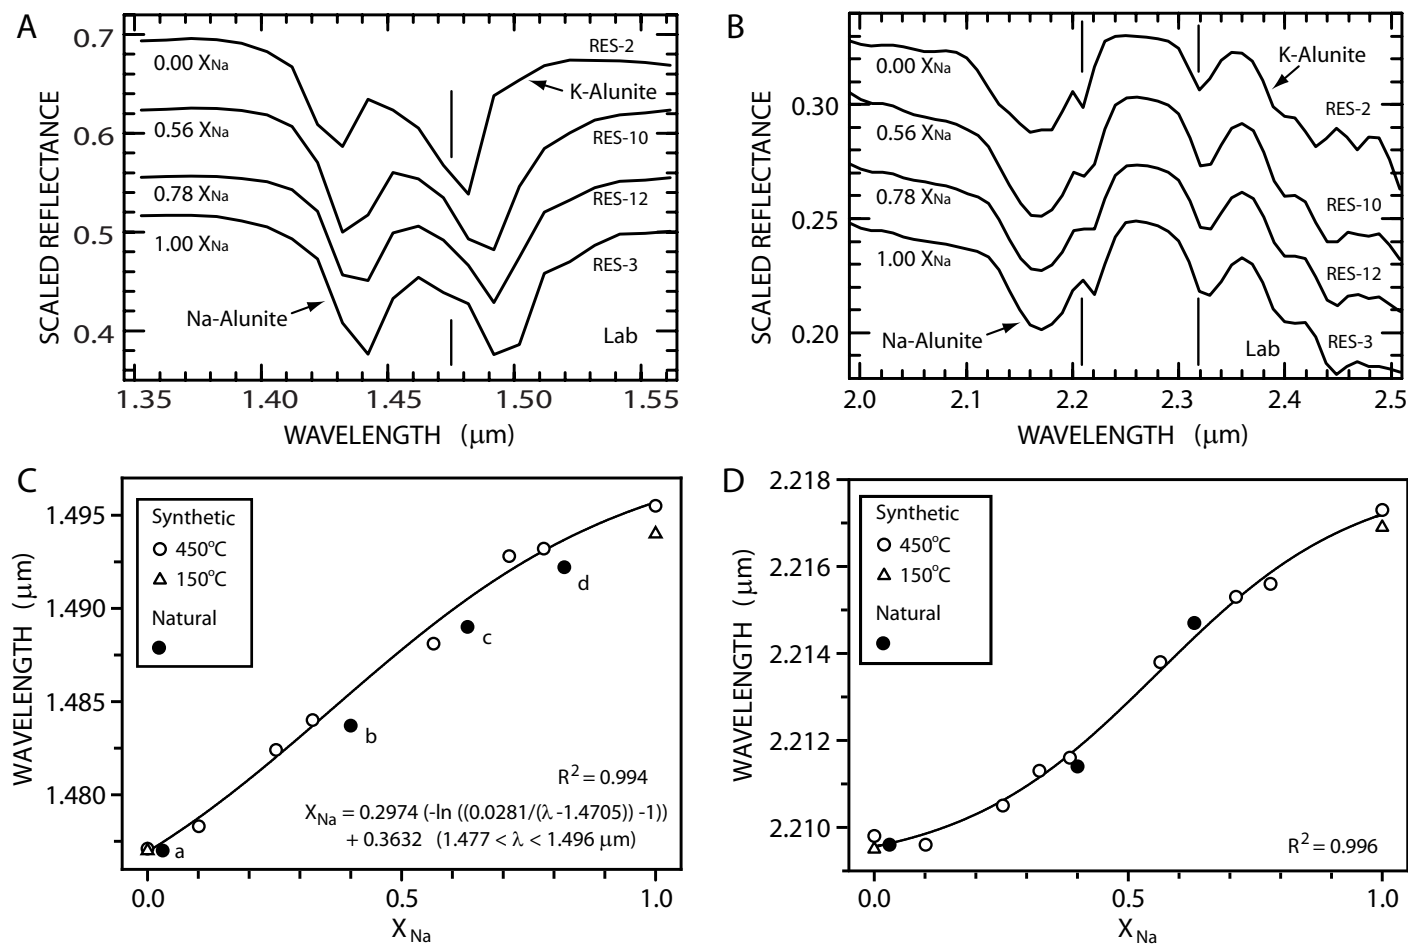 A
SCALED REFLECTANCE
0.7
0.6
0.5
0.4
0.00 XNa
0.56 XNa
0.78 XNa
1.00 XNa
RES-2
K-Alunite
RES-10
RES-12
RES-3
Na-Alunite
Lab
1.35 1.40 1.45 1.50
WAVELENGTH (μm)
B
SCALED REFLECTANCE
0.30
0.25
0.20
0.00 XNa
0.56 XNa
0.78 XNa
1.00 XNa
K-Alunite
RES-2
RES-10
RES-12
RES-3
Na-Alunite
Lab
2.0 2.1 2.2 2.3 2.4 2.5
WAVELENGTH (μm)
C
WAVELENGTH (μm)
1.495
1.490
1.485
1.480
Synthetic
450°C
150°C
Natural
a
b
c
d
R² = 0.994
XNa = 0.2974 (-ln ((0.0281/(λ -1.4705)) -1))
+ 0.3632 (1.477 < λ < 1.496 μm)
0.0 0.5 1.0
XNa
D
WAVELENGTH (μm)
2.218
2.216
2.214
2.212
2.210
Synthetic
450°C
150°C
Natural
R² = 0.996
0.0 0.5 1.0
XNa